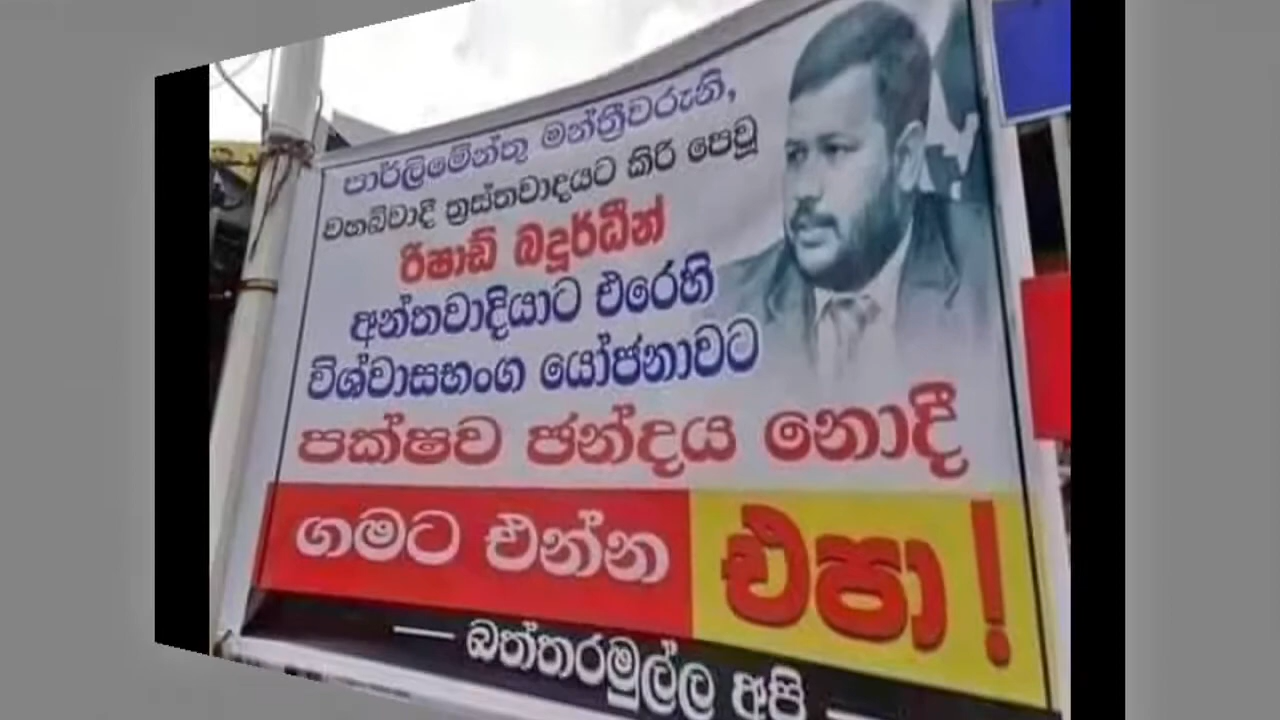 පාර්ලිමේන්තු මන්ත්‍රීවරුනි,
වහබ්වාදී ත්‍රස්තවාදයට කිරි පෙවූ
රිෂාඩ් බදූර්ධීන්
අන්තවාදියාට එරෙහි
විශ්වාසභංග යෝජනාවට
පක්ෂව ඡන්දය නොදී
ගමට එන්න එපා!
බත්තරමුල්ල අපි